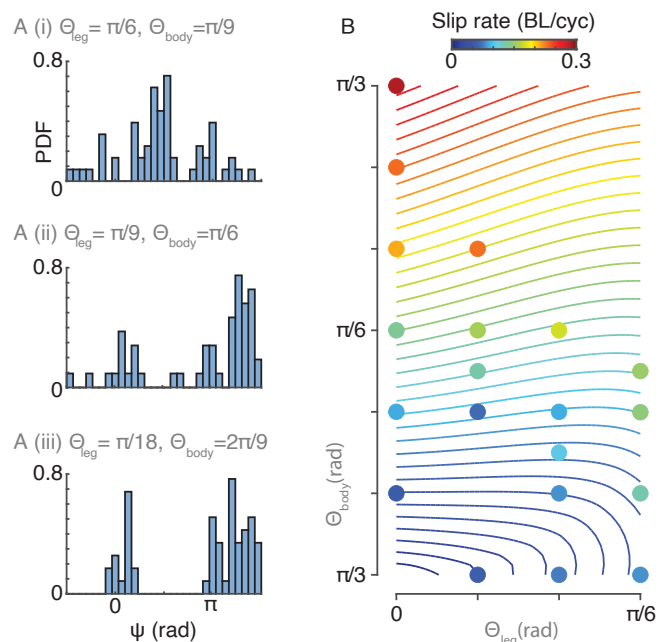 A (i) Θleg= π/6, Θbody=π/9
0.8
PDF
0
A (ii) Θleg= π/9, Θbody=π/6
0.8
0
A (iii) Θleg= π/18, Θbody=2π/9
0.8
0
0
π
ψ (rad)
B
Slip rate (BL/cyc)
0
0.3
π/3
π/6
Θbody(rad)
π/3
0
π/6
Θleg(rad)